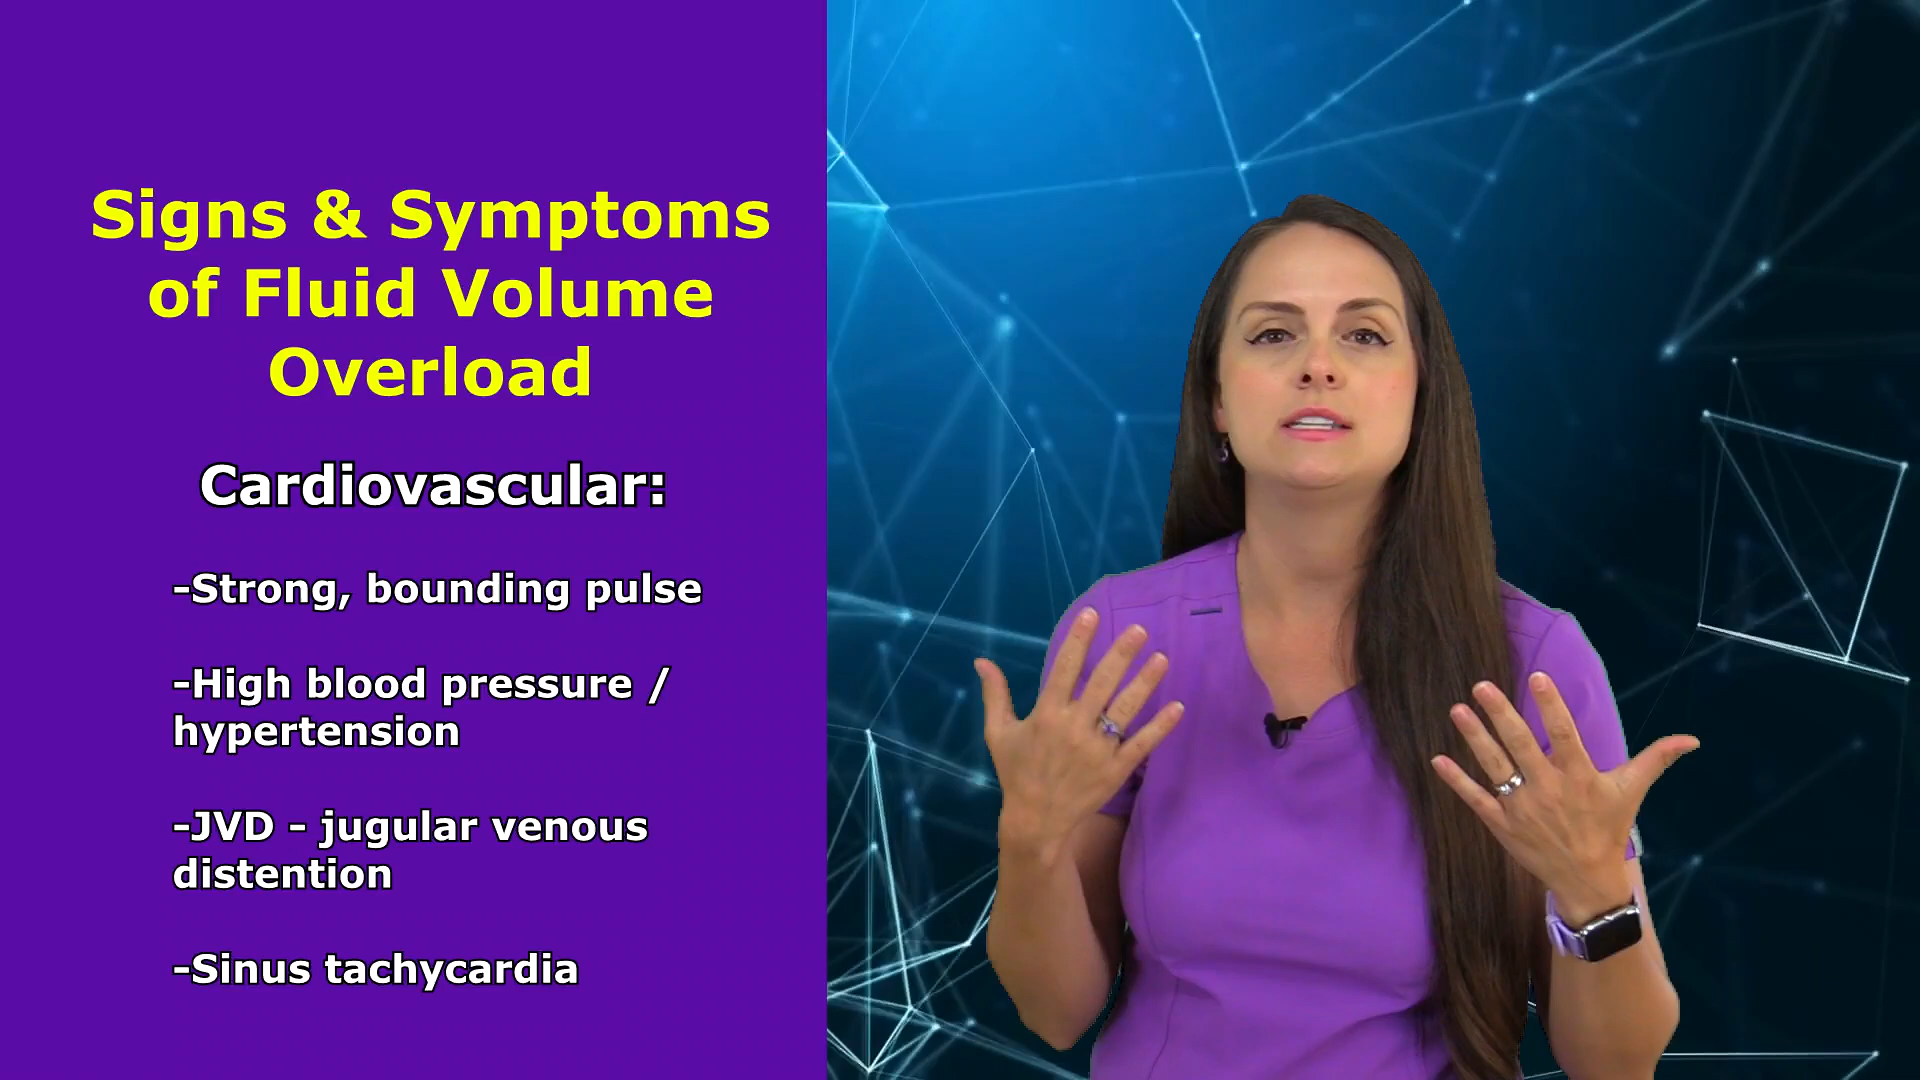 Signs & Symptoms
of Fluid Volume
Overload
Cardiovascular:
-Strong, bounding pulse
-High blood pressure /
hypertension
-JVD - jugular venous
distention
-Sinus tachycardia